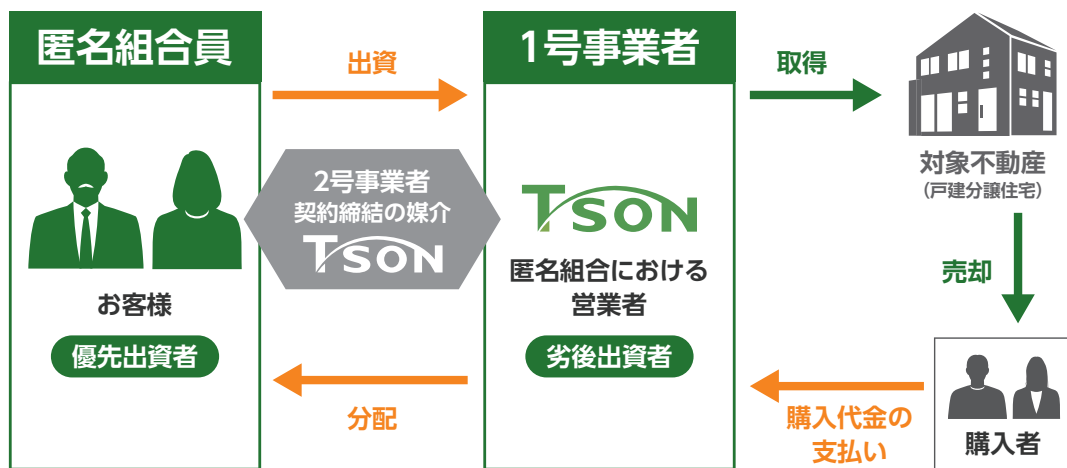 匿名組合員
出資
1号事業者
取得
対象不動産
(戸建分譲住宅)
2号事業者
契約締結の媒介
TSON
TSON
匿名組合における
営業者
お客様
優先出資者
劣後出資者
売却
分配
購入代金の
支払い
購入者